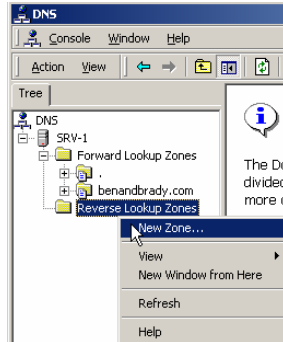 DNS
Console Window Help
Action View
Tree
DNS
SRV-1
Forward Lookup Zones
.
benandbrady.com
Reverse Lookup Zones
The De
divided
more
New Zone...
View
New Window from Here
Refresh
Help